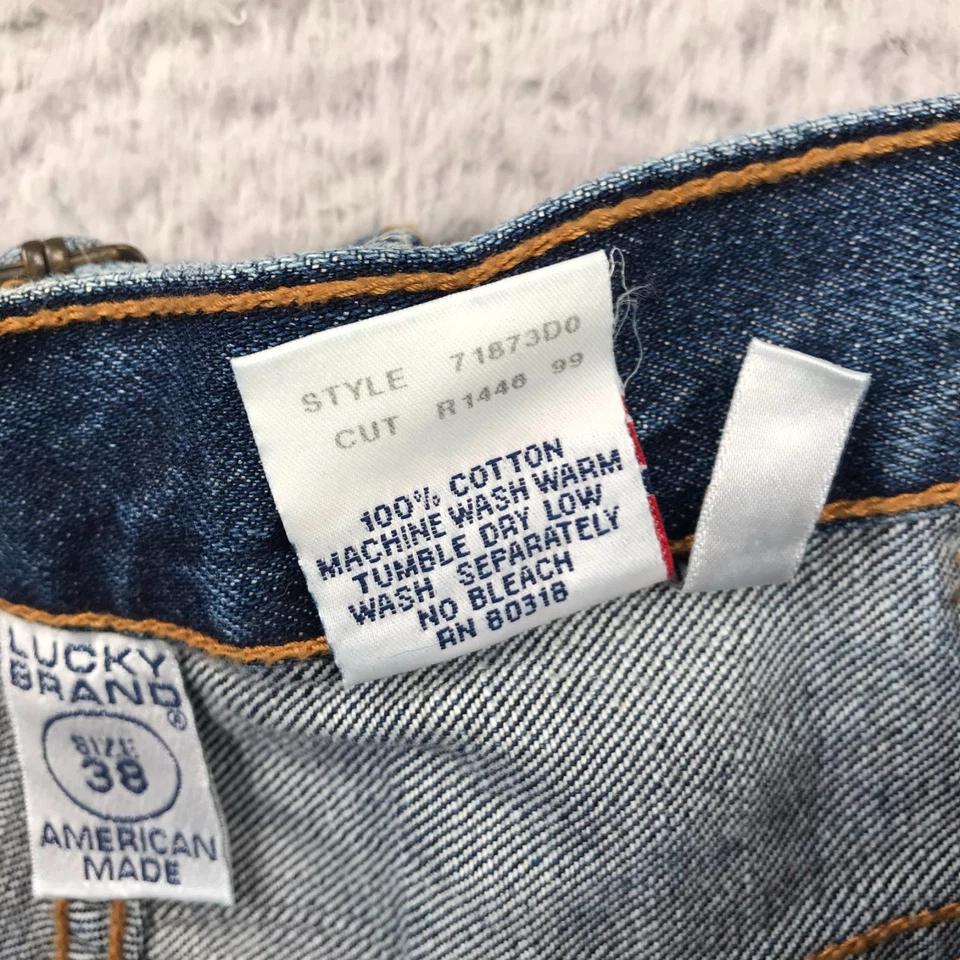 STYLE 71873D0
CUT R1446 99
100% COTTON
MACHINE WASH WARM
TUMBLE DRY LOW
WASH SEPARATELY
NO BLEACH
RN 80318
LUCKY
BRAND®
SIZE
38
AMERICAN
MADE